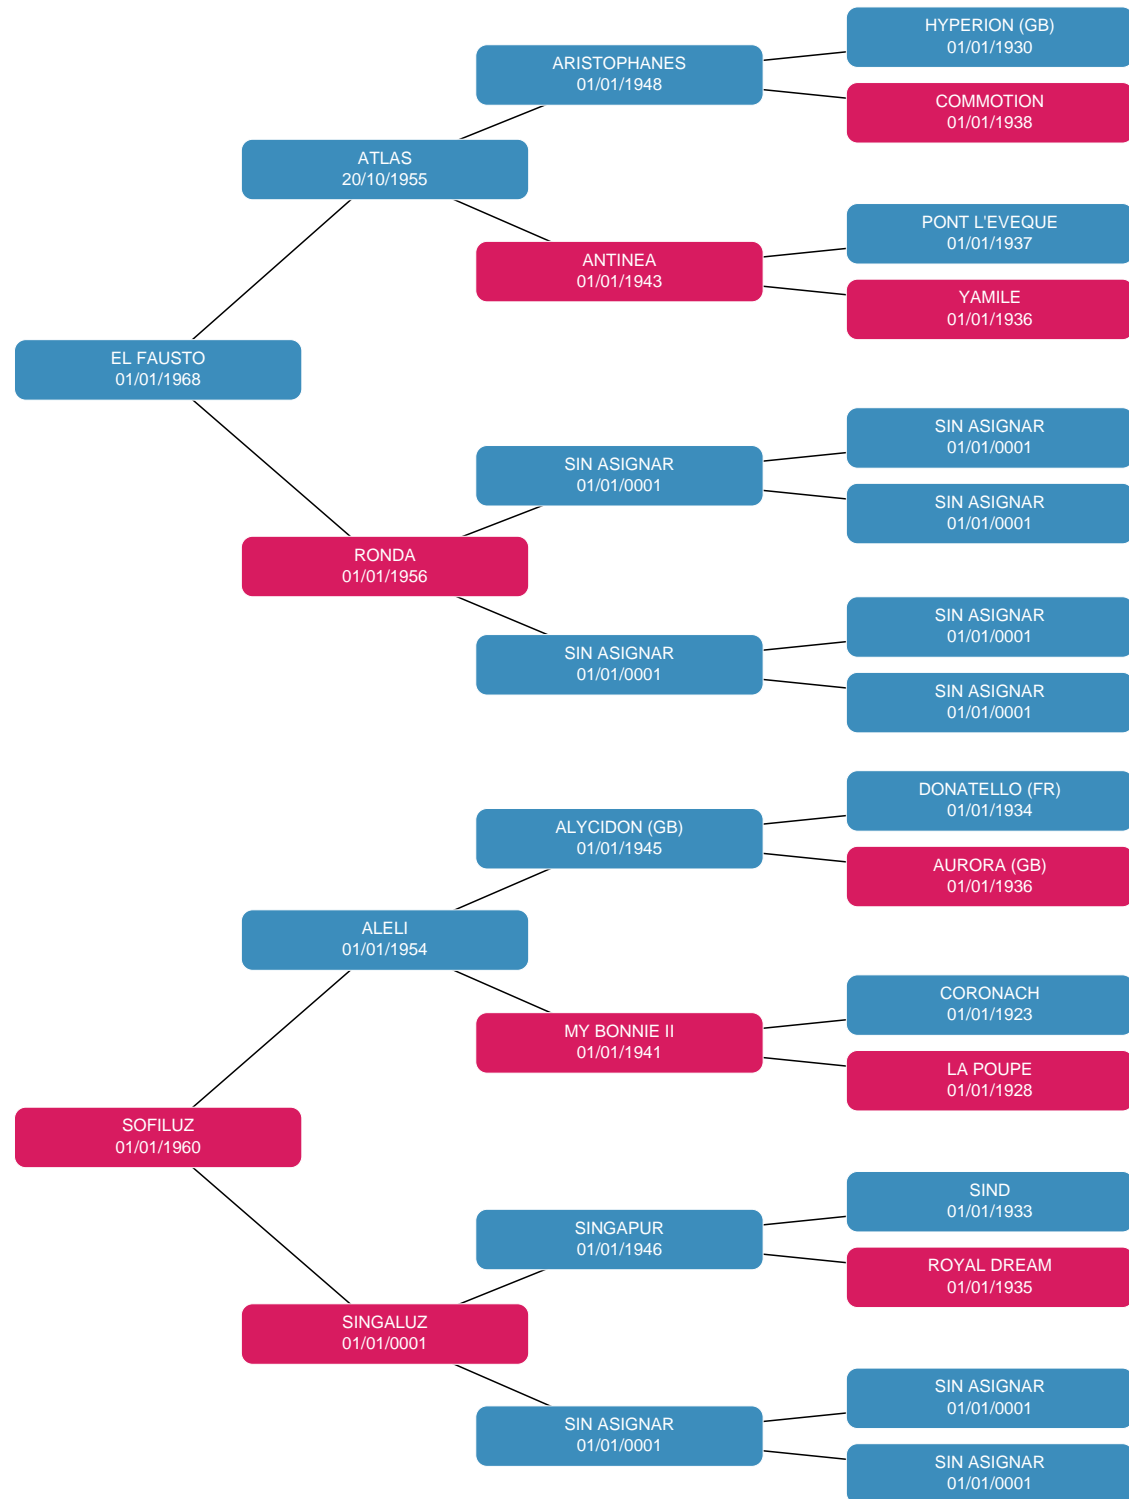 HYPERION (GB)
01/01/1930
ARISTOPHANES
01/01/1948
COMMOTION
01/01/1938
ATLAS
20/10/1955
PONT L'EVEQUE
01/01/1937
ANTINEA
01/01/1943
YAMILE
01/01/1936
EL FAUSTO
01/01/1968
SIN ASIGNAR
01/01/0001
SIN ASIGNAR
01/01/0001
SIN ASIGNAR
01/01/0001
RONDA
01/01/1956
SIN ASIGNAR
01/01/0001
SIN ASIGNAR
01/01/0001
SIN ASIGNAR
01/01/0001
DONATELLO (FR)
01/01/1934
ALYCIDON (GB)
01/01/1945
AURORA (GB)
01/01/1936
ALELI
01/01/1954
CORONACH
01/01/1923
MY BONNIE II
01/01/1941
LA POUPE
01/01/1928
SOFILUZ
01/01/1960
SIND
01/01/1933
SINGAPUR
01/01/1946
ROYAL DREAM
01/01/1935
SINGALUZ
01/01/0001
SIN ASIGNAR
01/01/0001
SIN ASIGNAR
01/01/0001
SIN ASIGNAR
01/01/0001